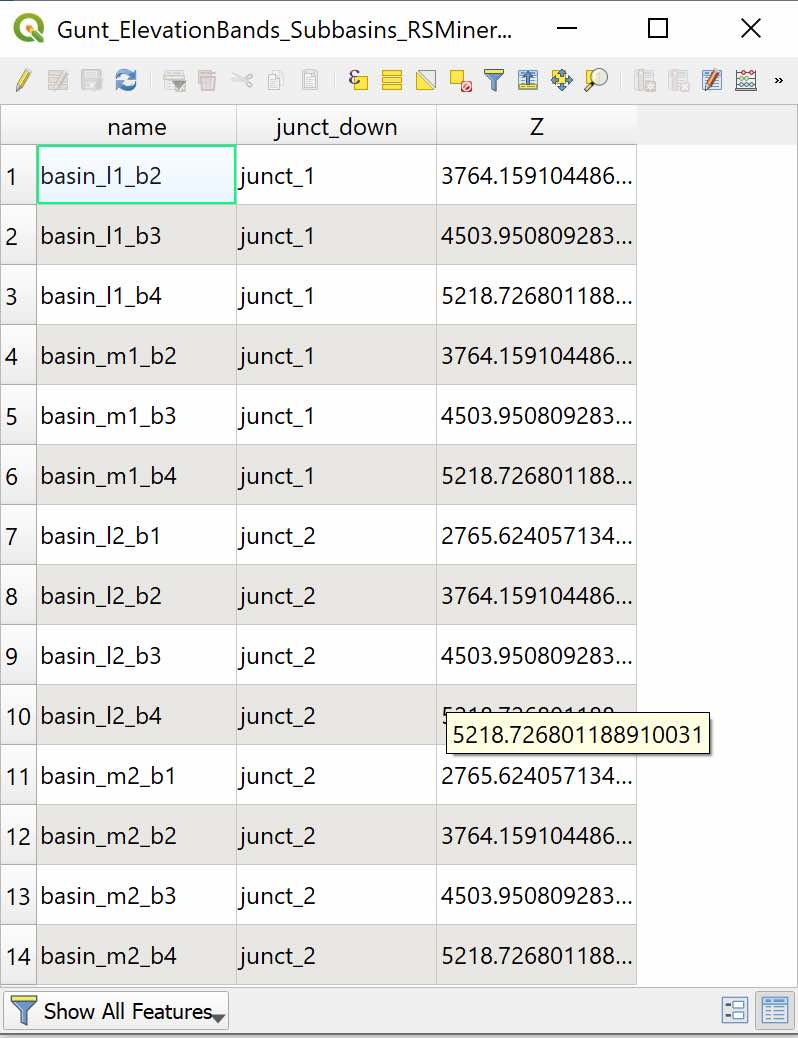 Gunt_ElevationBands_Subbasins_RSMiner...
»
name junct_down Z
1 basin_l1_b2 junct_1 3764.159104486...
2 basin_l1_b3 junct_1 4503.950809283...
3 basin_l1_b4 junct_1 5218.726801188...
4 basin_m1_b2 junct_1 3764.159104486...
5 basin_m1_b3 junct_1 4503.950809283...
6 basin_m1_b4 junct_1 5218.726801188...
7 basin_l2_b1 junct_2 2765.624057134...
8 basin_l2_b2 junct_2 3764.159104486...
9 basin_l2_b3 junct_2 4503.950809283...
10 basin_l2_b4 junct_2
5218.726801188910031
11 basin_m2_b1 junct_2 2765.624057134...
12 basin_m2_b2 junct_2 3764.159104486...
13 basin_m2_b3 junct_2 4503.950809283...
14 basin_m2_b4 junct_2 5218.726801188...
Show All Features